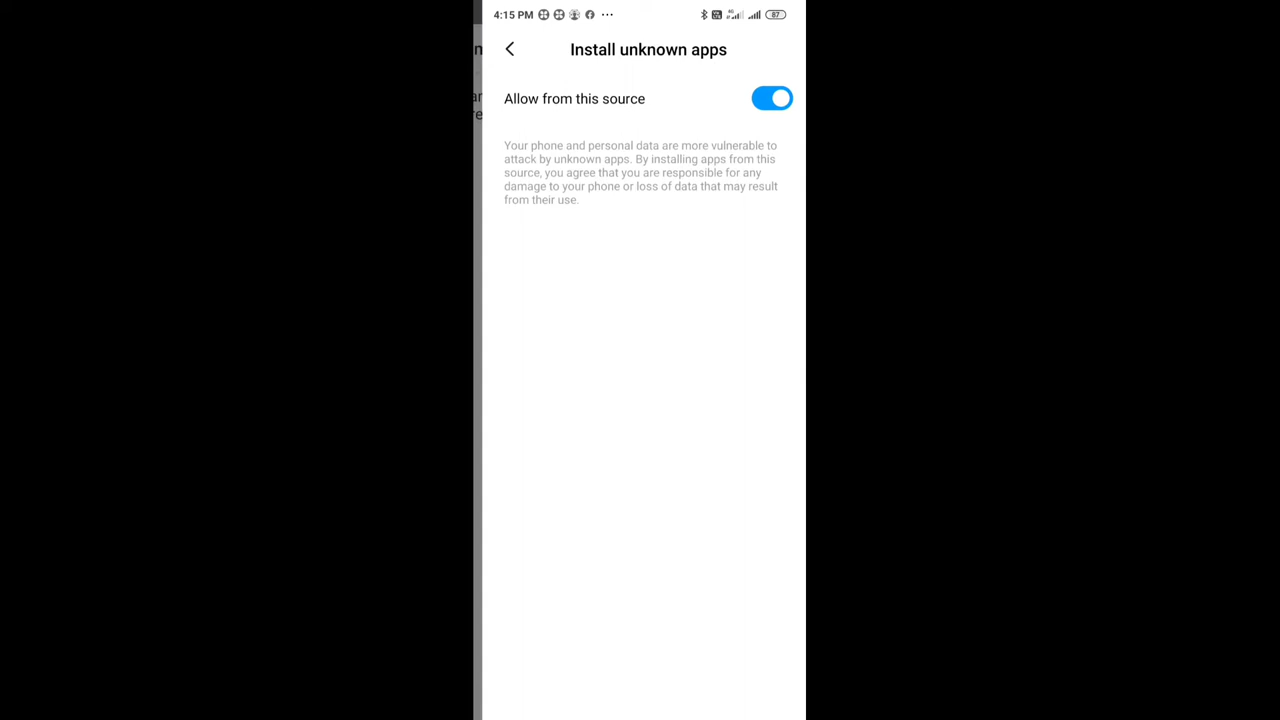 4:15 PM ... 87
Install unknown apps
Allow from this source
Your phone and personal data are more vulnerable to
attack by unknown apps. By installing apps from this
source, you agree that you are responsible for any
damage to your phone or loss of data that may result
from their use.